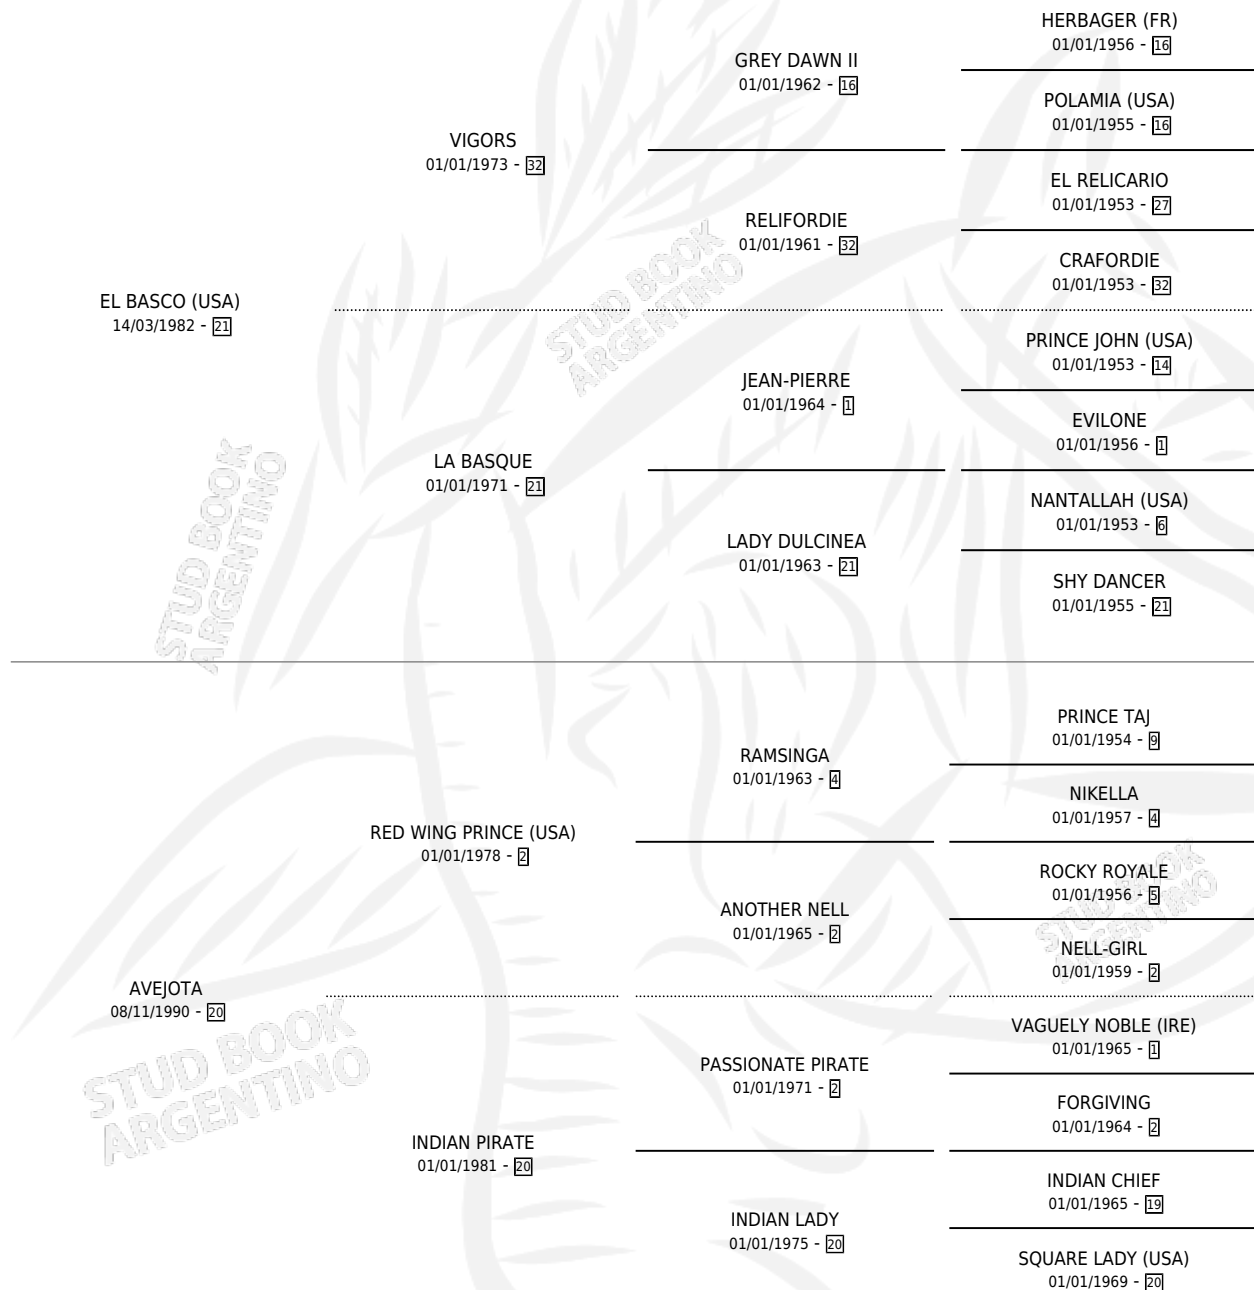 HERBAGER (FR)
01/01/1956 - 16
GREY DAWN II
01/01/1962 - 16
POLAMIA (USA)
01/01/1955 - 16
VIGORS
01/01/1973 - 32
EL RELICARIO
01/01/1953 - 27
RELIFORDIE
01/01/1961 - 32
CRAFORDIE
01/01/1953 - 32
EL BASCO (USA)
14/03/1982 - 21
PRINCE JOHN (USA)
01/01/1953 - 14
JEAN-PIERRE
01/01/1964 - 1
EVILONE
01/01/1956 - 1
LA BASQUE
01/01/1971 - 21
NANTALLAH (USA)
01/01/1953 - 6
LADY DULCINEA
01/01/1963 - 21
SHY DANCER
01/01/1955 - 21
PRINCE TAJ
01/01/1954 - 9
RAMSINGA
01/01/1963 - 4
NIKELLA
01/01/1957 - 4
RED WING PRINCE (USA)
01/01/1978 - 2
ROCKY ROYALE
01/01/1956 - 5
ANOTHER NELL
01/01/1965 - 2
NELL-GIRL
01/01/1959 - 2
AVEJOTA
08/11/1990 - 20
VAGUELY NOBLE (IRE)
01/01/1965 - 1
PASSIONATE PIRATE
01/01/1971 - 2
FORGIVING
01/01/1964 - 2
INDIAN PIRATE
01/01/1981 - 20
INDIAN CHIEF
01/01/1965 - 19
INDIAN LADY
01/01/1975 - 20
SQUARE LADY (USA)
01/01/1969 - 20
STUD BOOK
ARGENTINO
STUD BOOK
ARGENTINO
STUD BOOK
ARGENTINO
STUD BOOK
ARGENTINO